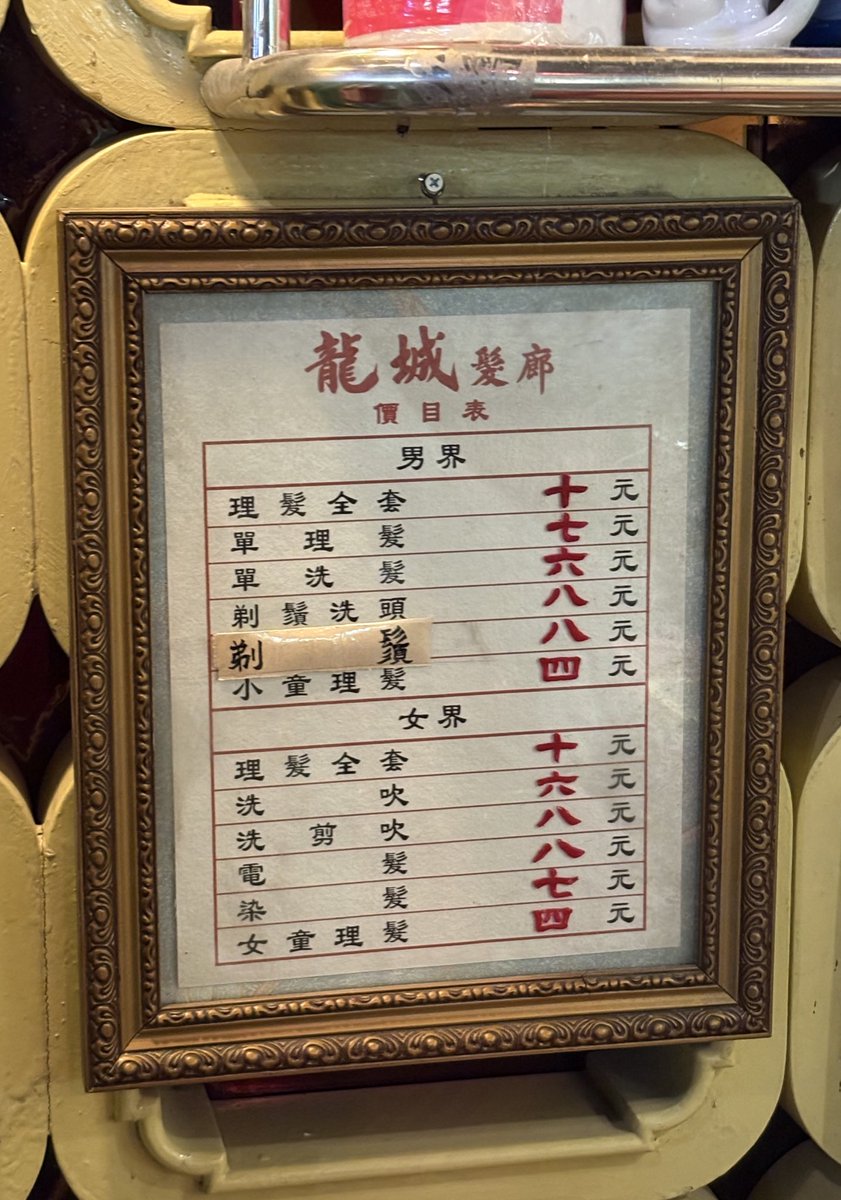 龍城髮廊
價目表
男界
理髮全套 十元
單理髮 七元
單洗髮 六元
剃鬚洗頭 八元
剃鬚 八元
小童理髮 四元
女界
理髮全套 十元
洗吹 六元
洗剪吹 八元
電髮 八元
染髮 七元
女童理髮 四元